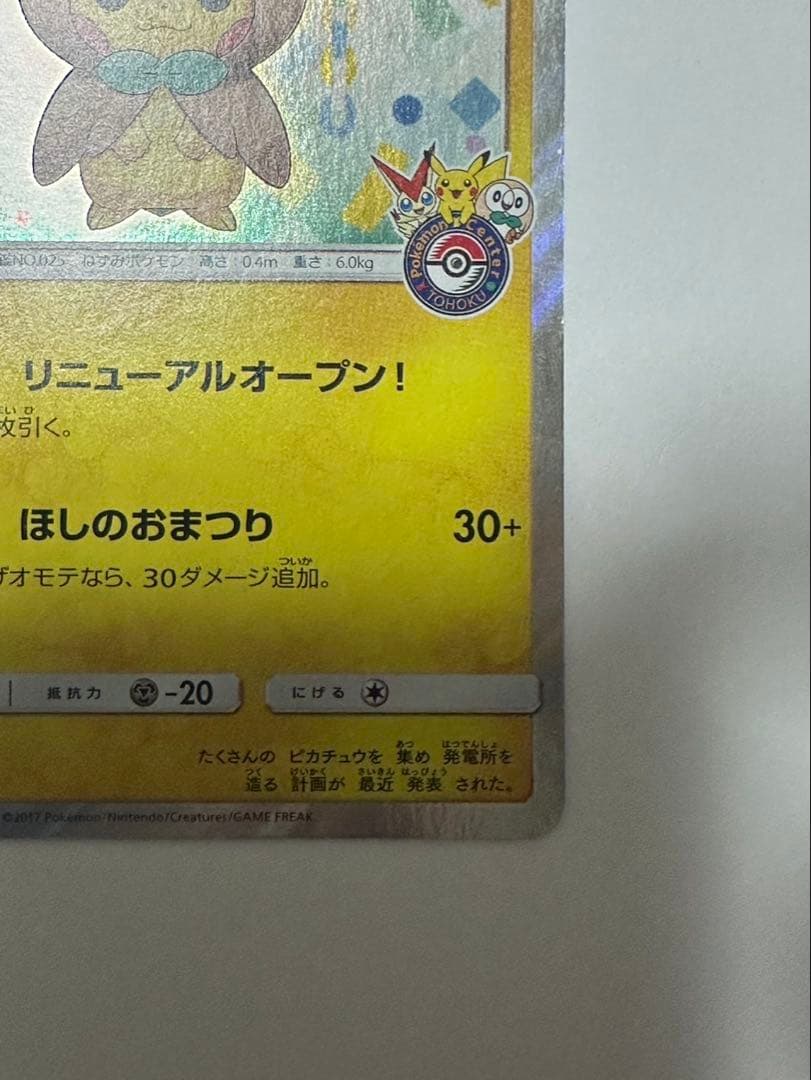 NO.025 ねずみポケモン 高さ：0.4m 重さ：6.0kg
Pokémon Center
TOHOKU
リニューアルオープン！
枚引く。
ほしのおまつり 30+
オモテなら、30ダメージ追加。
抵抗力 -20 にげる
たくさんの ピカチュウを 集め 発電所を
造る 計画が 最近 発表 された。
©2017 Pokémon/Nintendo/Creatures/GAME FREAK